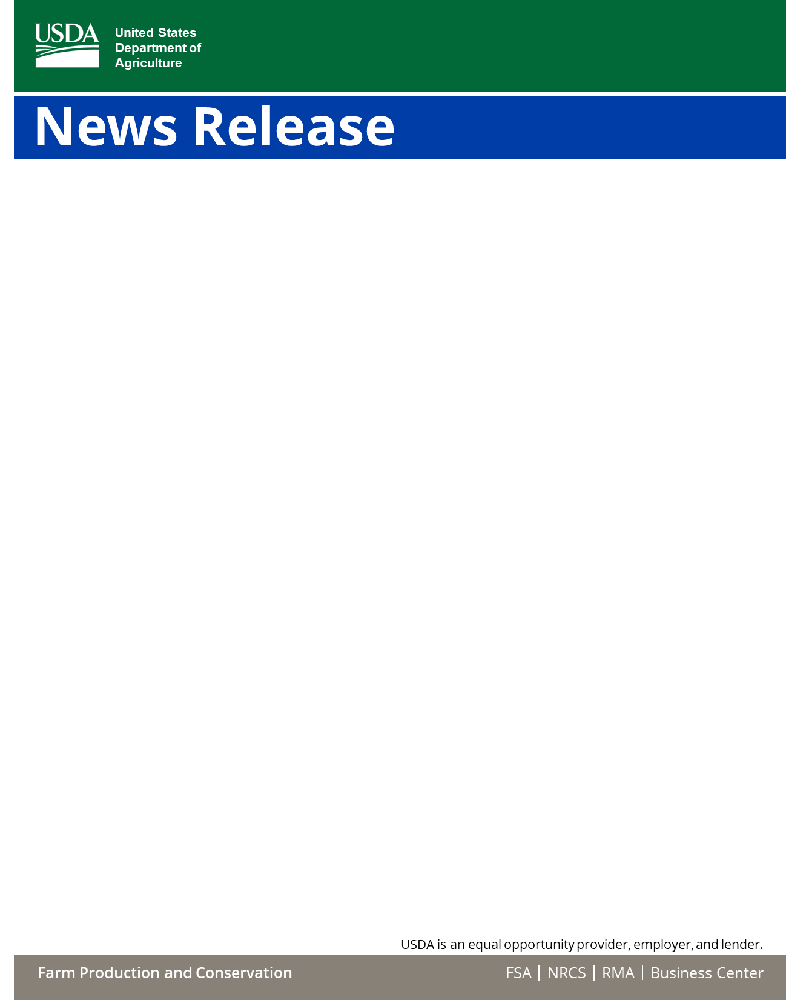 USDA
United States
Department of
Agriculture
News Release
USDA is an equal opportunity provider, employer, and lender.
Farm Production and Conservation
FSA | NRCS | RMA | Business Center